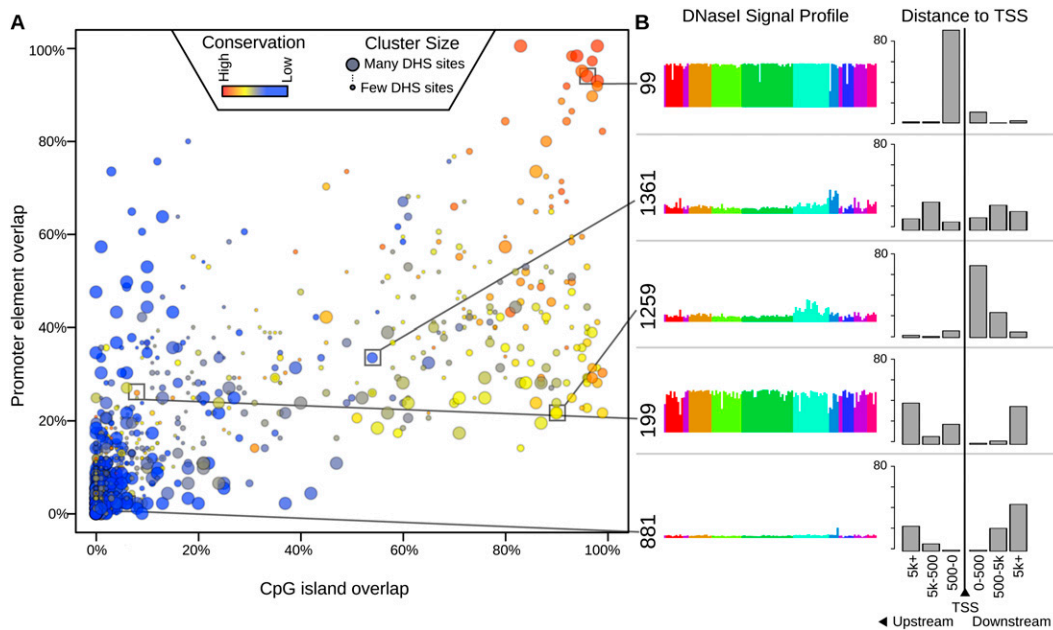 A
B
DNaseI Signal Profile
Distance to TSS
Conservation
High
Low
Cluster Size
Many DHS sites
Few DHS sites
100%
80%
60%
40%
20%
0%
Promoter element overlap
0%
20%
40%
60%
80%
100%
CpG island overlap
99
80
1361
80
1259
80
199
80
881
80
5k+
5k-500
500-0
0-500
500-5k
5k+
TSS
Upstream
Downstream